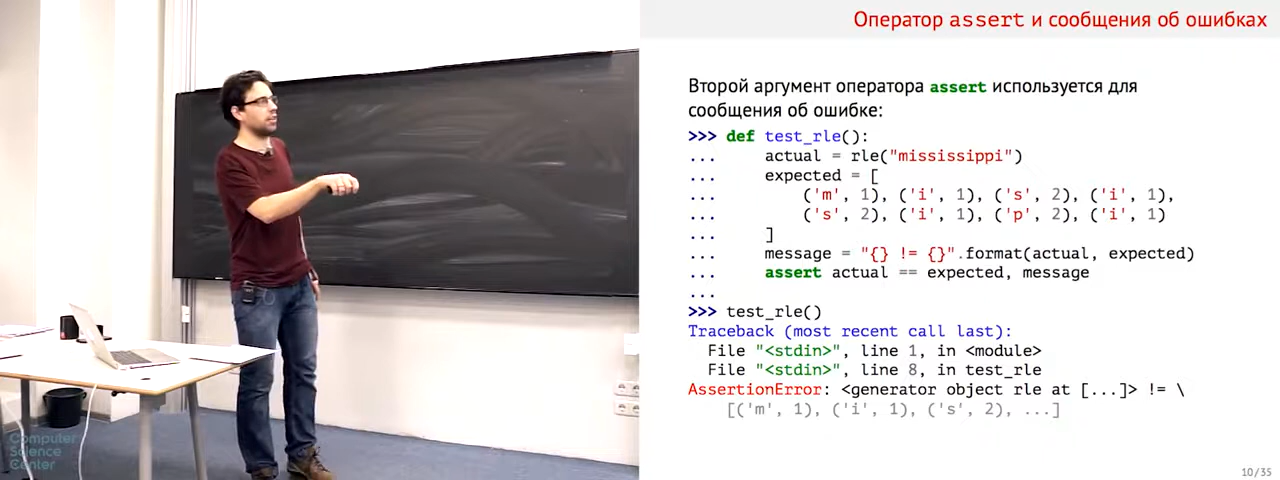 Оператор assert и сообщения об ошибках
Второй аргумент оператора assert используется для
сообщения об ошибке:
>>> def test_rle():
...     actual = rle("mississippi")
...     expected = [
...         ('m', 1), ('i', 1), ('s', 2), ('i', 1),
...         ('s', 2), ('i', 1), ('p', 2), ('i', 1)
...     ]
...     message = "{} != {}".format(actual, expected)
...     assert actual == expected, message
...
>>> test_rle()
Traceback (most recent call last):
  File "<stdin>", line 1, in <module>
  File "<stdin>", line 8, in test_rle
AssertionError: <generator object rle at [...]> != \
    [('m', 1), ('i', 1), ('s', 2), ...]
10/35
Computer
Science
Center